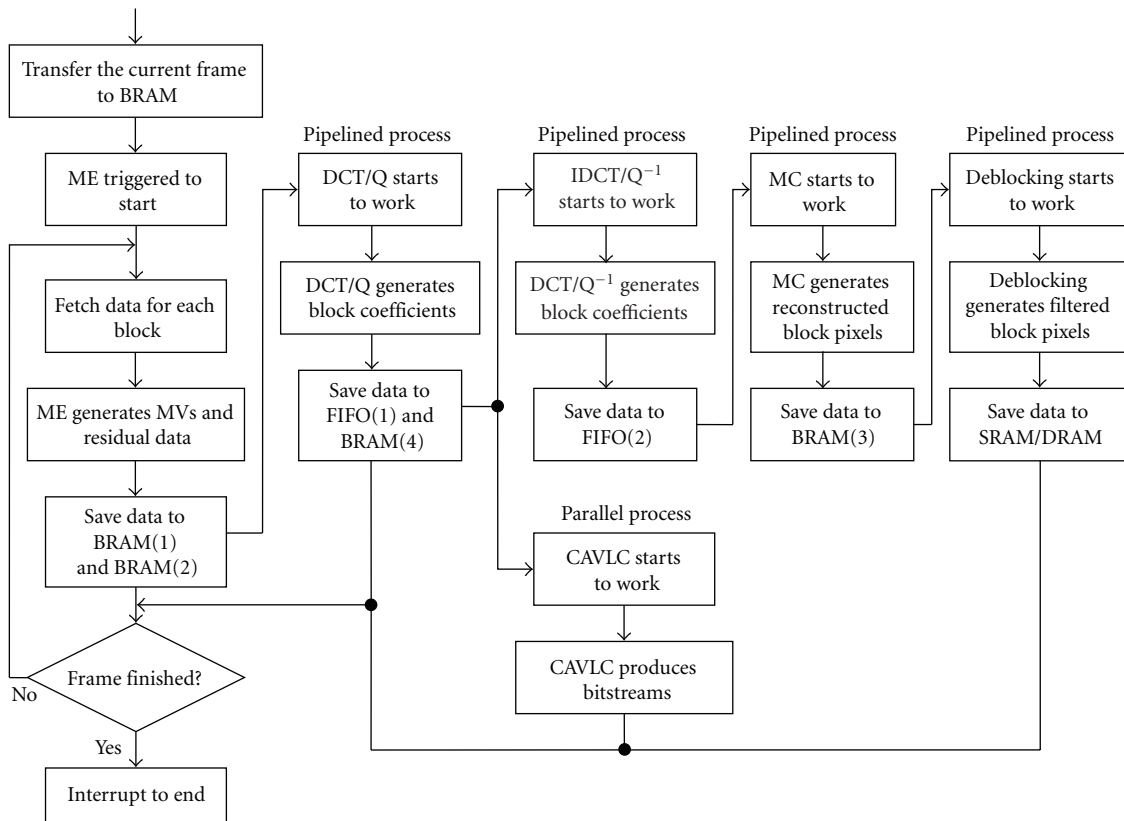 Transfer the current frame
to BRAM
ME triggered to
start
Fetch data for each
block
ME generates MVs and
residual data
Save data to
BRAM(1)
and BRAM(2)
Frame finished?
No
Yes
Interrupt to end
Pipelined process
DCT/Q starts
to work
DCT/Q generates
block coefficients
Save data to
FIFO(1) and
BRAM(4)
Pipelined process
IDCT/Q⁻¹
starts to work
DCT/Q⁻¹ generates
block coefficients
Save data to
FIFO(2)
Parallel process
CAVLC starts
to work
CAVLC produces
bitstreams
Pipelined process
MC starts to
work
MC generates
reconstructed
block pixels
Save data to
BRAM(3)
Pipelined process
Deblocking starts
to work
Deblocking
generates filtered
block pixels
Save data to
SRAM/DRAM